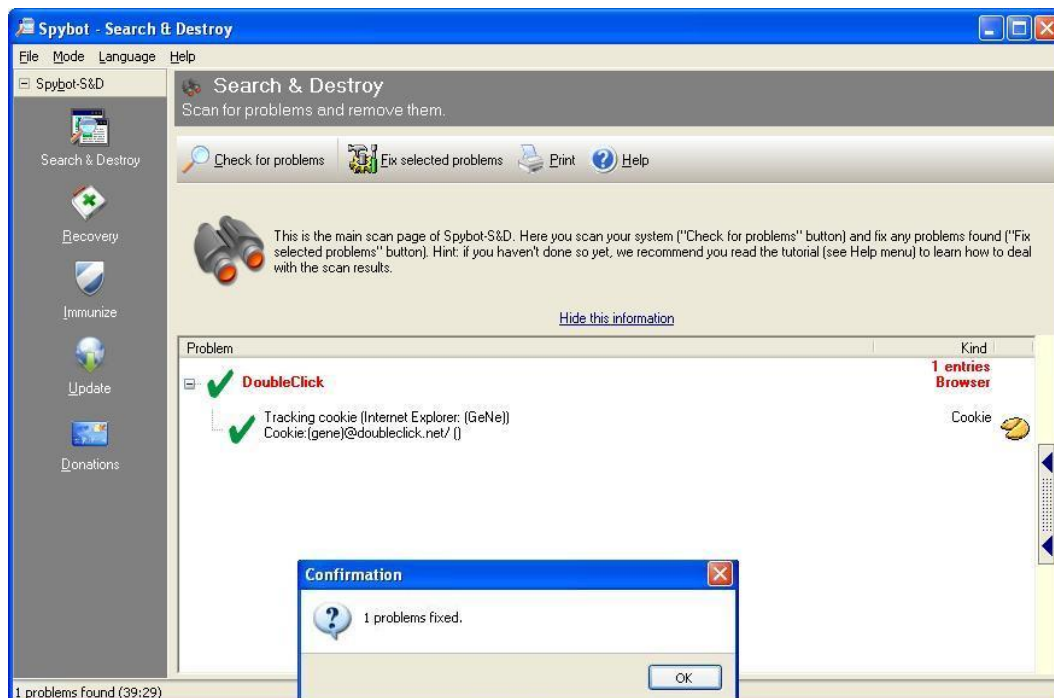 Spybot - Search & Destroy
File Mode Language Help
Spybot-S&D
Search & Destroy
Recovery
Immunize
Update
Donations
Search & Destroy
Scan for problems and remove them.
Check for problems
Fix selected problems
Print
Help
This is the main scan page of Spybot-S&D. Here you scan your system ("Check for problems" button) and fix any problems found ("Fix
selected problems" button). Hint: if you haven't done so yet, we recommend you read the tutorial (see Help menu) to learn how to deal
with the scan results.
Hide this information
Problem Kind
DoubleClick 1 entries
Browser
Tracking cookie (Internet Explorer: (GeNe)) Cookie
Cookie:(gene)@doubleclick.net/ ()
Confirmation
1 problems fixed.
OK
1 problems found (39:29)